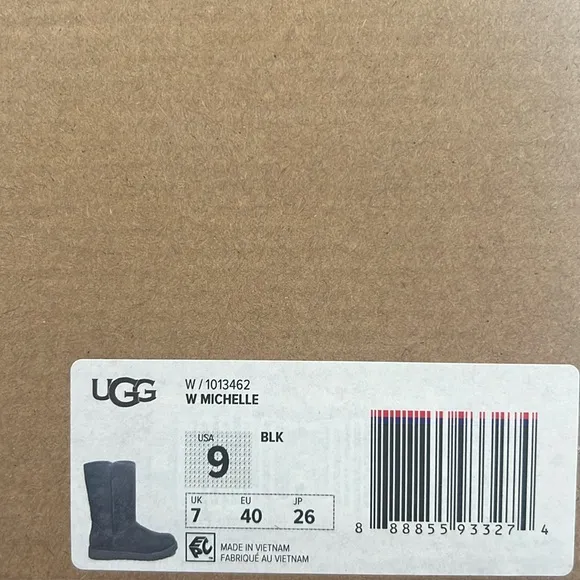 UGG
W / 1013462
W MICHELLE
USA
9
BLK
UK EU JP
7 40 26
MADE IN VIETNAM
FABRIQUÉ AU VIETNAM
8 88855 93327 4